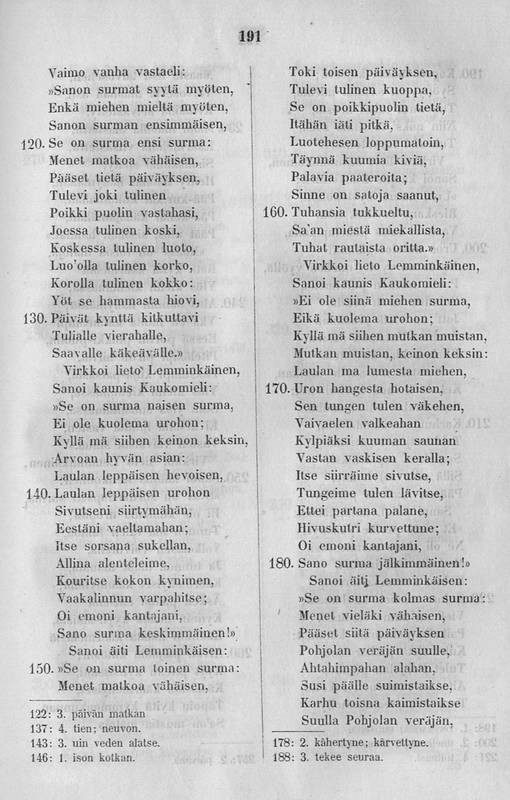 191
Vaimo vanha vastaeli:
»Sanon surmat syytä myöten,
Enkä miehen mieltä myöten,
Sanon surman ensimmäisen,
120. Se on surma ensi surma:
Menet matkoa vähäisen,
Pääset tietä päiväyksen,
Tulevi joki tulinen
Poikki puolin vastahasi,
Joessa tulinen koski,
Koskessa tulinen luoto,
Luo'olla tulinen korko,
Korolla tulinen kokko:
Yöt se hammasta hiovi,
130. Päivät kynttä kitkuttavi
Tulialle vierahalle,
Saavalle käkeävälle.»
Virkkoi lieto Lemminkäinen,
Sanoi kaunis Kaukomieli:
»Se on surma naisen surma,
Ei ole kuolema urohon;
Kyllä mä siihen keinon keksin,
Arvoan hyvän asian:
Laulan leppäisen hevoisen,
140. Laulan leppäisen urohon
Sivutseni siirtymähän,
Eestäni vaeltamahan;
Itse sorsana sukellan,
Allina alenteleime,
Kouritse kokon kynimen,
Vaakalinnun varpahitse;
Oi emoni kantajani,
Sano surma keskimmäinen!»
Sanoi äiti Lemminkäisen:
150. »Se on surma toinen surma:
Menet matkoa vähäisen,
122: 3. päivän matkan
137: 4. tien; neuvon.
143: 3. uin veden alatse.
146: 1. ison kotkan.
Toki toisen päiväyksen,
Tulevi tulinen kuoppa,
Se on poikkipuolin tietä,
Itähän iäti pitkä,
Luotehesen loppumatoin,
Täynnä kuumia kiviä,
Palavia paateroita;
Sinne on satoja saanut,
160. Tuhansia tukkueltu,
Sa'an miestä miekallista,
Tuhat rautaista oritta.»
Virkkoi lieto Lemminkäinen,
Sanoi kaunis Kaukomieli:
»Ei ole siinä miehen surma,
Eikä kuolema urohon;
Kyllä mä siihen mutkan muistan,
Mutkan muistan, keinon keksin:
Laulan ma lumesta miehen,
170. Uron hangesta hotaisen,
Sen tungen tulen väkehen,
Vaivaelen valkeahan
Kylpiäksi kuuman saunan
Vastan vaskisen keralla;
Itse siirräime sivutse,
Tungeime tulen lävitse,
Ettei partana palane,
Hivuskutri kurvettune;
Oi emoni kantajani,
180. Sano surma jälkimmäinen!»
Sanoi äiti Lemminkäisen:
»Se on surma kolmas surma:
Menet vieläki vähäisen,
Pääset siitä päiväyksen
Pohjolan veräjän suulle,
Ahtahimpahan alahan,
Susi päälle suimistaikse,
Karhu toisna kaimistaikse
Suulla Pohjolan veräjän,
178: 2. kähertyne; kärvettyne.
188: 3. tekee seuraa.